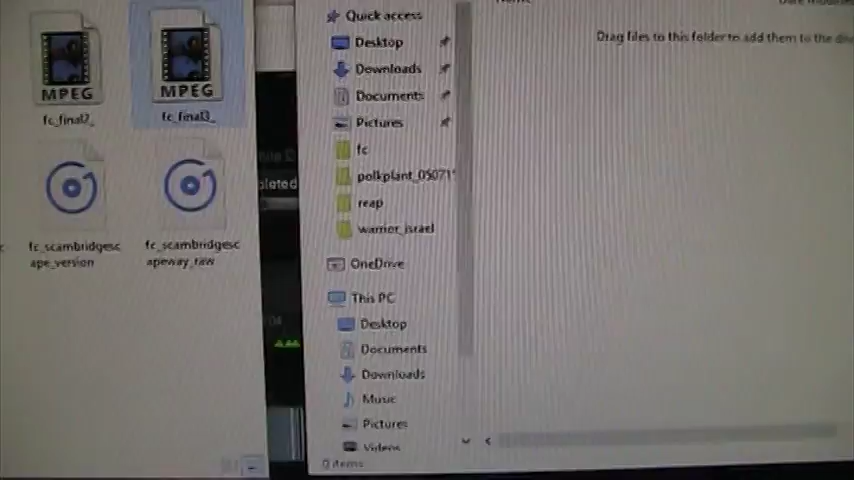 MPEG
fc_final2_
MPEG
fc_final3_
fc_scambridgesc
ape_version
fc_scambridgesc
apeway_raw
Quick access
Desktop
Downloads
Documents
Pictures
fc
polkplant_05071
reap
warrior_israel
OneDrive
This PC
Desktop
Documents
Downloads
Music
Pictures
Videos
0 items
Drag files to this folder to add them to the